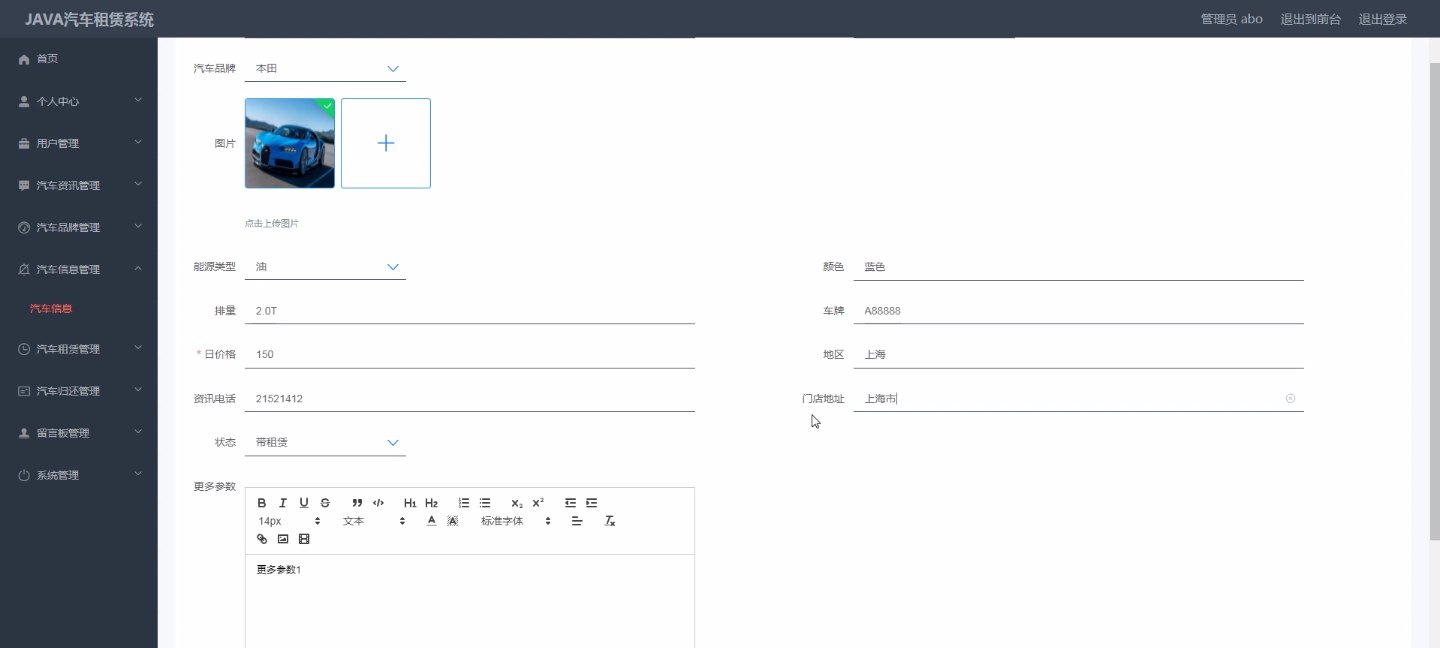 JAVA汽车租赁系统
管理员 abo 退出到前台 退出登录
首页
个人中心
用户管理
汽车资讯管理
汽车品牌管理
汽车信息管理
汽车信息
汽车租赁管理
汽车归还管理
留言板管理
系统管理
汽车品牌 本田
图片
点击上传图片
能源类型 油
颜色 蓝色
排量 2.0T
车牌 A88888
* 日价格 150
地区 上海
资讯电话 21521412
门店地址 上海市
状态 带租赁
更多参数
B I U S H1 H2 X₂ X²
14px 文本 A A 标准字体 Tx
更多参数1